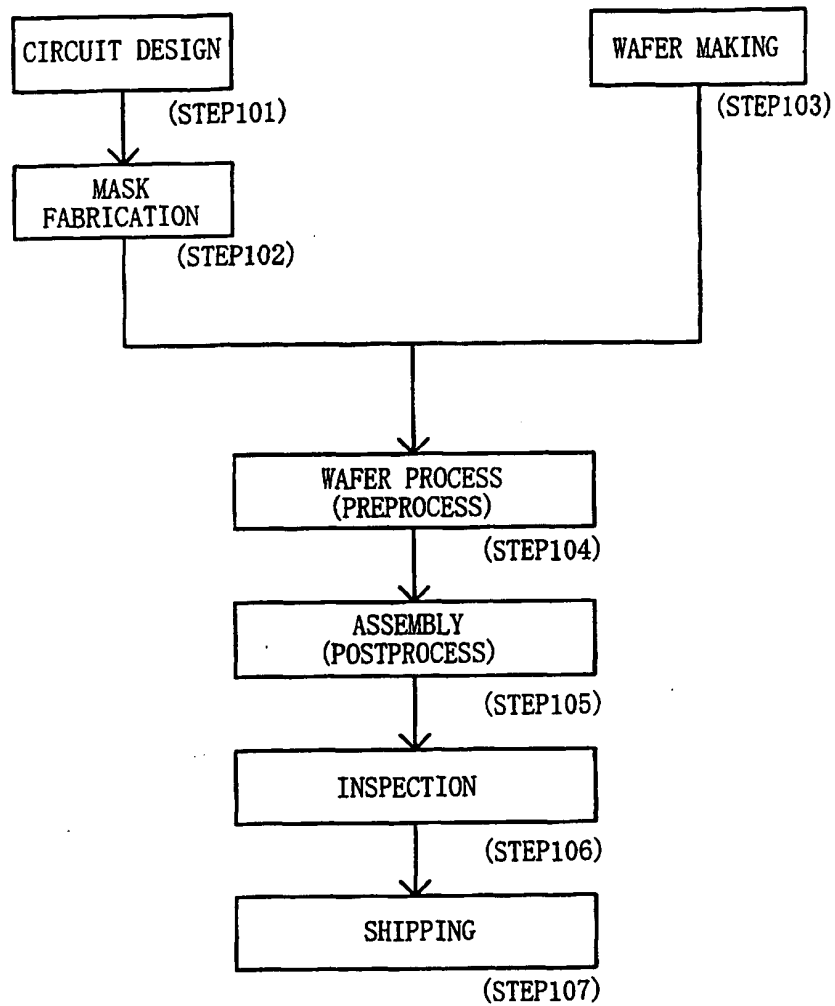 CIRCUIT DESIGN
(STEP101)
MASK
FABRICATION
(STEP102)
WAFER MAKING
(STEP103)
WAFER PROCESS
(PREPROCESS)
(STEP104)
ASSEMBLY
(POSTPROCESS)
(STEP105)
INSPECTION
(STEP106)
SHIPPING
(STEP107)